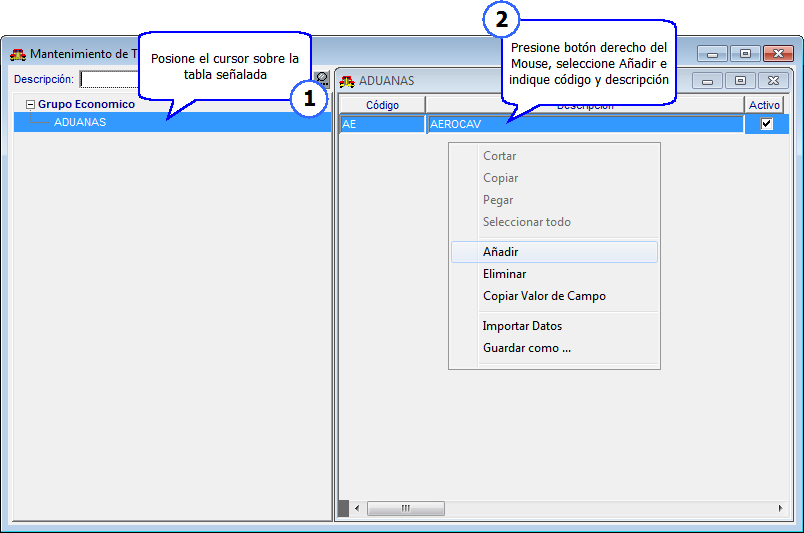 2
Posione el cursor sobre la
tabla señalada
1
Presione botón derecho del
Mouse, seleccione Añadir e
indique código y descripción
Mantenimiento de T
Descripción:
Grupo Economico
ADUANAS
ADUANAS
Código
Descripción
Activo
AE
AEROCAV
Cortar
Copiar
Pegar
Seleccionar todo
Añadir
Eliminar
Copiar Valor de Campo
Importar Datos
Guardar como ...